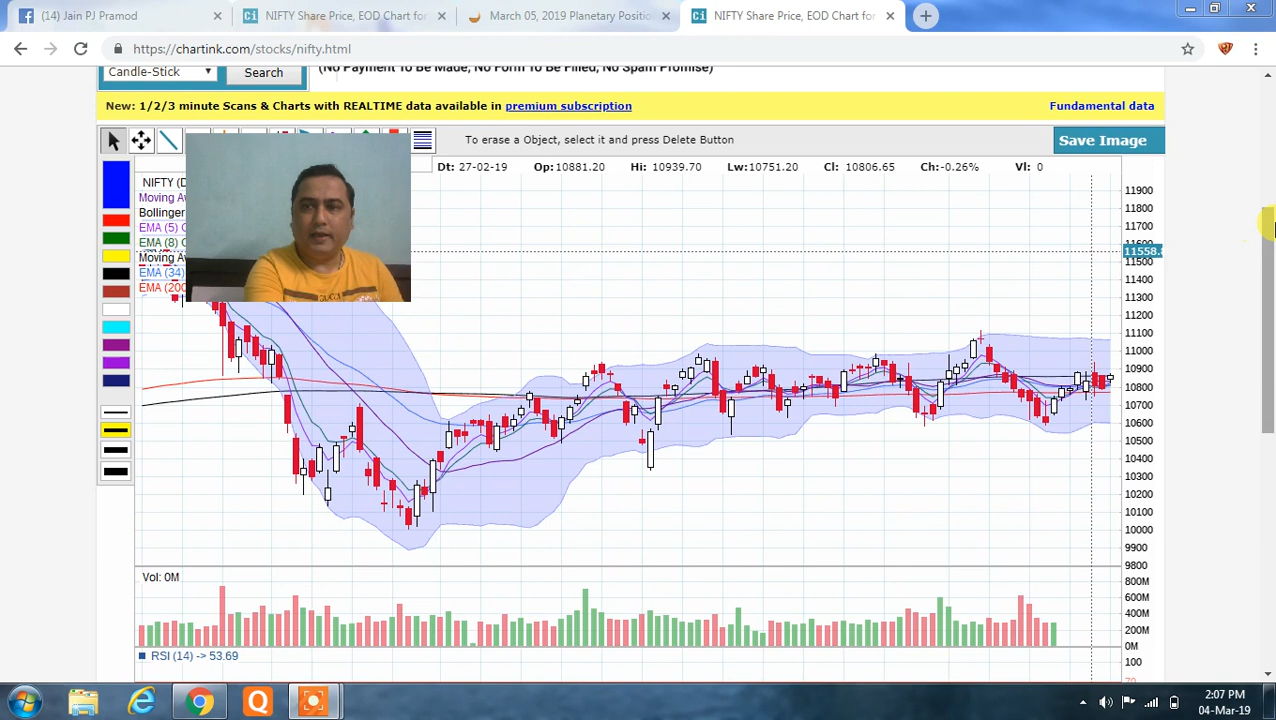 (14) Jain PJ Pramod
NIFTY Share Price, EOD Chart for
March 05, 2019 Planetary Position
NIFTY Share Price, EOD Chart for
https://chartink.com/stocks/nifty.html
Candle-Stick
Search
(No Payment To Be Made, No Form To Be Filled, No Spam Promise)
New: 1/2/3 minute Scans & Charts with REALTIME data available in premium subscription
Fundamental data
To erase a Object, select it and press Delete Button
Save Image
Dt: 27-02-19 Op:10881.20 Hi: 10939.70 Lw:10751.20 Cl: 10806.65 Ch:-0.26% Vl: 0
NIFTY (D
Moving Av
Bollinger
EMA (5) C
EMA (8) C
Moving Av
EMA (34)
EMA (200
11900
11800
11700
11600
11558.8
11500
11400
11300
11200
11100
11000
10900
10800
10700
10600
10500
10400
10300
10200
10100
10000
9900
9800
Vol: 0M
800M
600M
400M
200M
0M
RSI (14) -> 53.69
100
70
GUCCI
2:07 PM
04-Mar-19